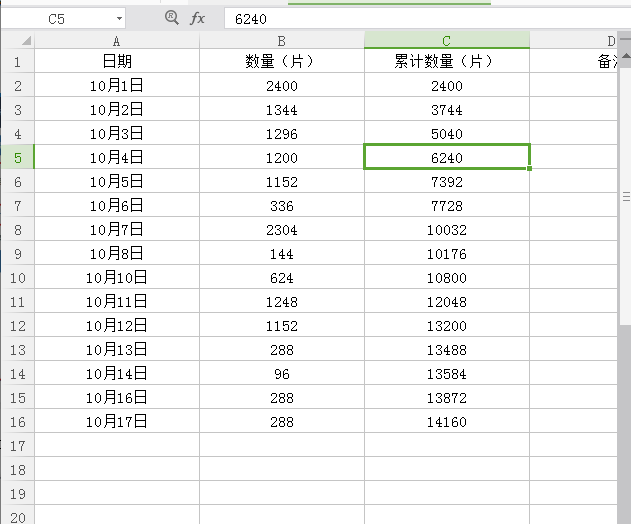 C5 fx 6240
A B C D
1 日期 数量（片） 累计数量（片）
2 10月1日 2400 2400
3 10月2日 1344 3744
4 10月3日 1296 5040
5 10月4日 1200 6240
6 10月5日 1152 7392
7 10月6日 336 7728
8 10月7日 2304 10032
9 10月8日 144 10176
10 10月10日 624 10800
11 10月11日 1248 12048
12 10月12日 1152 13200
13 10月13日 288 13488
14 10月14日 96 13584
15 10月16日 288 13872
16 10月17日 288 14160
17
18
19
20